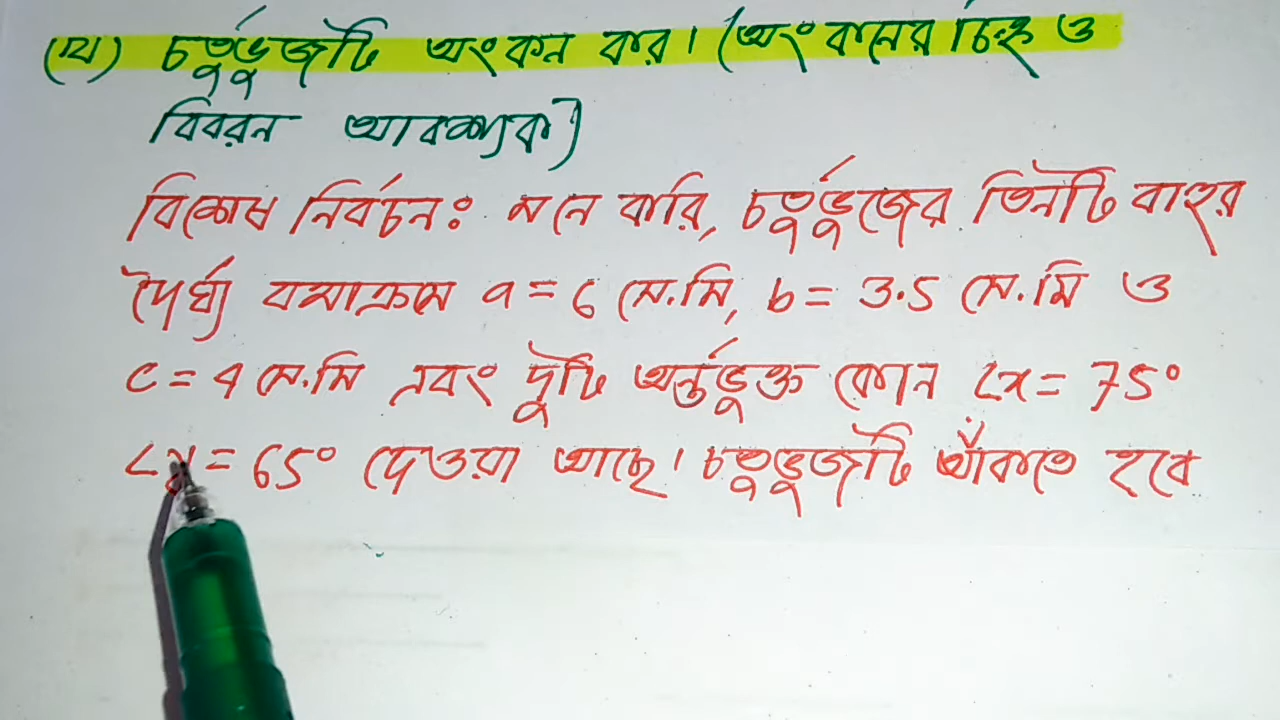 (খ) চতুর্ভুজটি অংকন কর। (অংকনের চিহ্ন ও
বিবরন আবশ্যক)
বিশেষ নির্বচনঃ মনে করি, চতুর্ভুজের তিনটি বাহুর
দৈর্ঘ্য যথাক্রমে a = 6 সে.মি, b = 3.5 সে.মি ও
c = 4 সে.মি এবং দুটি অর্ন্তভুক্ত কোন ∠x = 75°
∠y = 65° দেওয়া আছে। চতুর্ভুজটি আঁকতে হবে